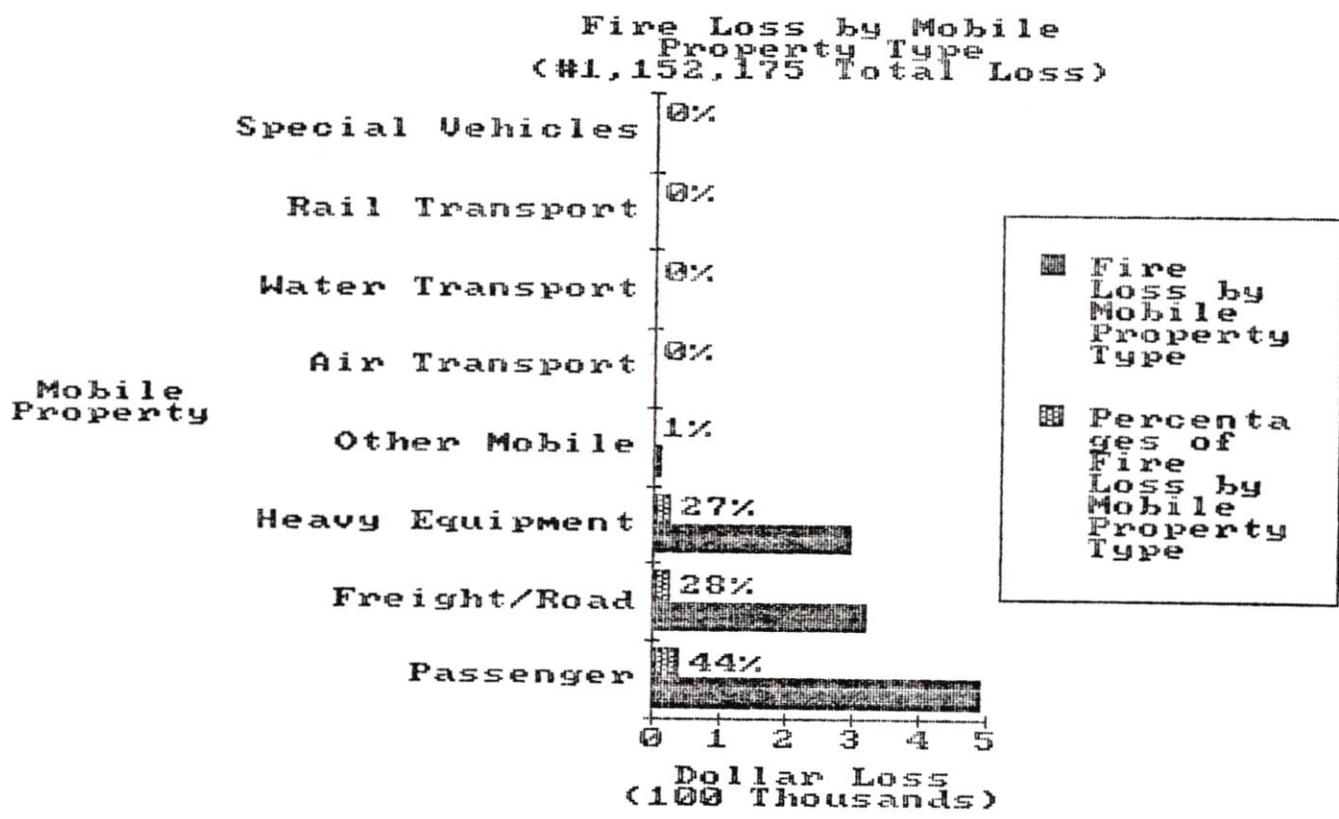 Fire Loss by Mobile
Property Type
(#1,152,175 Total Loss)
Special Vehicles
0%
Rail Transport
0%
Water Transport
0%
Air Transport
0%
Mobile
Property
Other Mobile
1%
Heavy Equipment
27%
Freight/Road
28%
Passenger
44%
0 1 2 3 4 5
Dollar Loss
(100 Thousands)
Fire
Loss by
Mobile
Property
Type
Percenta
ges of
Fire
Loss by
Mobile
Property
Type